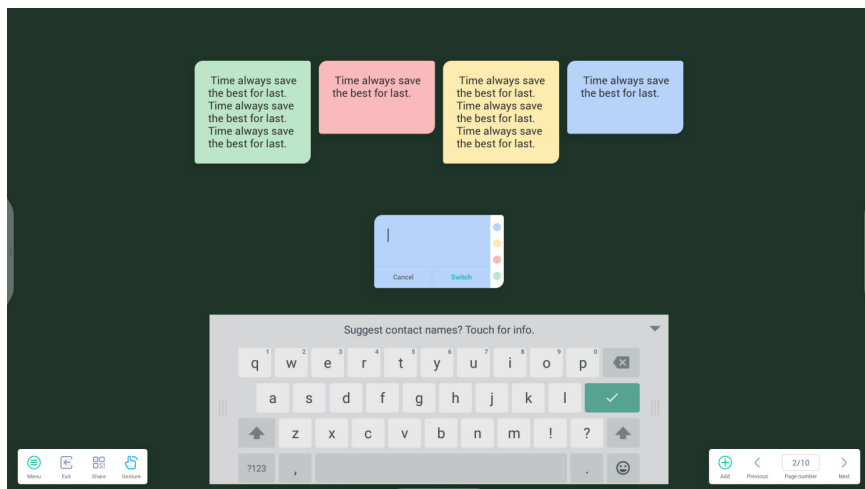 Time always save
the best for last.
Time always save
the best for last.
Time always save
the best for last.
Time always save
the best for last.
Time always save
the best for last.
Time always save
the best for last.
Time always save
the best for last.
Time always save
the best for last.
Cancel Switch
Suggest contact names? Touch for info.
q 1 w 2 e 3 r 4 t 5 y 6 u 7 i 8 o 9 p 0
a s d f g h j k l
z x c v b n m ! ?
?123 , .
Menu Exit Share Gesture
2/10
Add Previous Page number Next